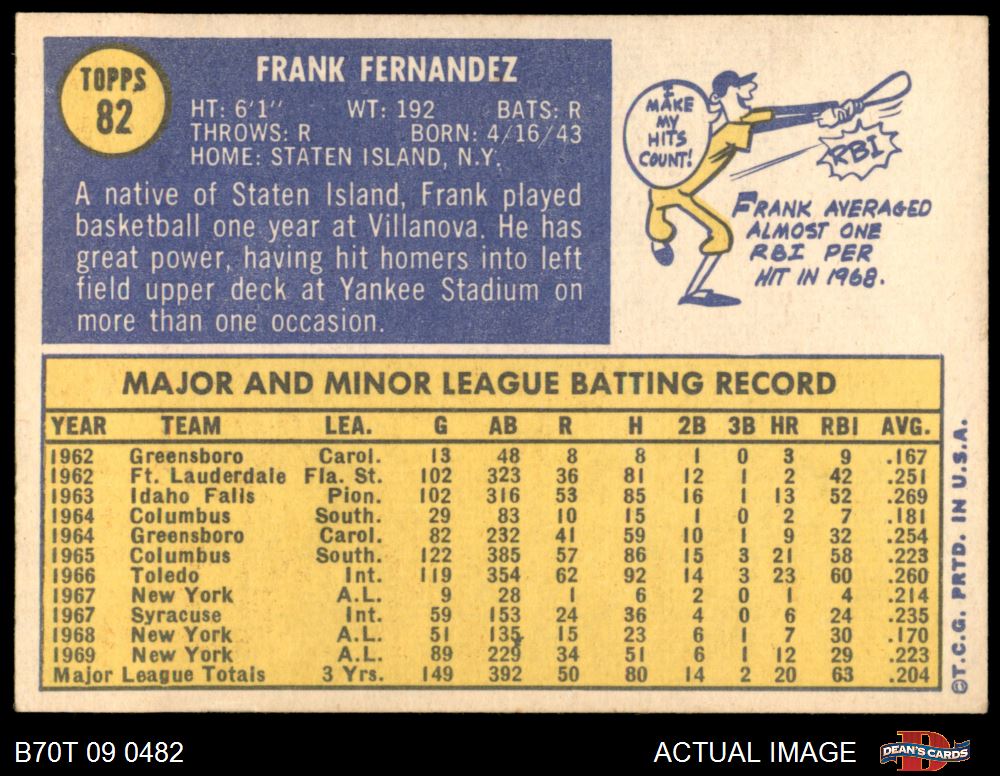 TOPPS
82
FRANK FERNANDEZ
HT: 6'1" WT: 192 BATS: R
THROWS: R BORN: 4/16/43
HOME: STATEN ISLAND, N.Y.
A native of Staten Island, Frank played
basketball one year at Villanova. He has
great power, having hit homers into left
field upper deck at Yankee Stadium on
more than one occasion.
I
MAKE
MY
HITS
COUNT!
RBI
FRANK AVERAGED
ALMOST ONE
RBI PER
HIT IN 1968.
MAJOR AND MINOR LEAGUE BATTING RECORD
YEAR TEAM LEA. G AB R H 2B 3B HR RBI AVG.
1962 Greensboro Carol. 13 48 8 8 1 0 3 9 .167
1962 Ft. Lauderdale Fla. St. 102 323 36 81 12 1 2 42 .251
1963 Idaho Falls Pion. 102 316 53 85 16 1 13 52 .269
1964 Columbus South. 29 83 10 15 1 0 2 7 .181
1964 Greensboro Carol. 82 232 41 59 10 1 9 32 .254
1965 Columbus South. 122 385 57 86 15 3 21 58 .223
1966 Toledo Int. 119 354 62 92 14 3 23 60 .260
1967 New York A.L. 9 28 1 6 2 0 1 4 .214
1967 Syracuse Int. 59 153 24 36 4 0 6 24 .235
1968 New York A.L. 51 135 15 23 6 1 7 30 .170
1969 New York A.L. 89 229 34 51 6 1 12 29 .223
Major League Totals 3 Yrs. 149 392 50 80 14 2 20 63 .204
©T.C.G. PRTD. IN U.S.A.
B70T 09 0482 ACTUAL IMAGE
DEAN'S CARDS